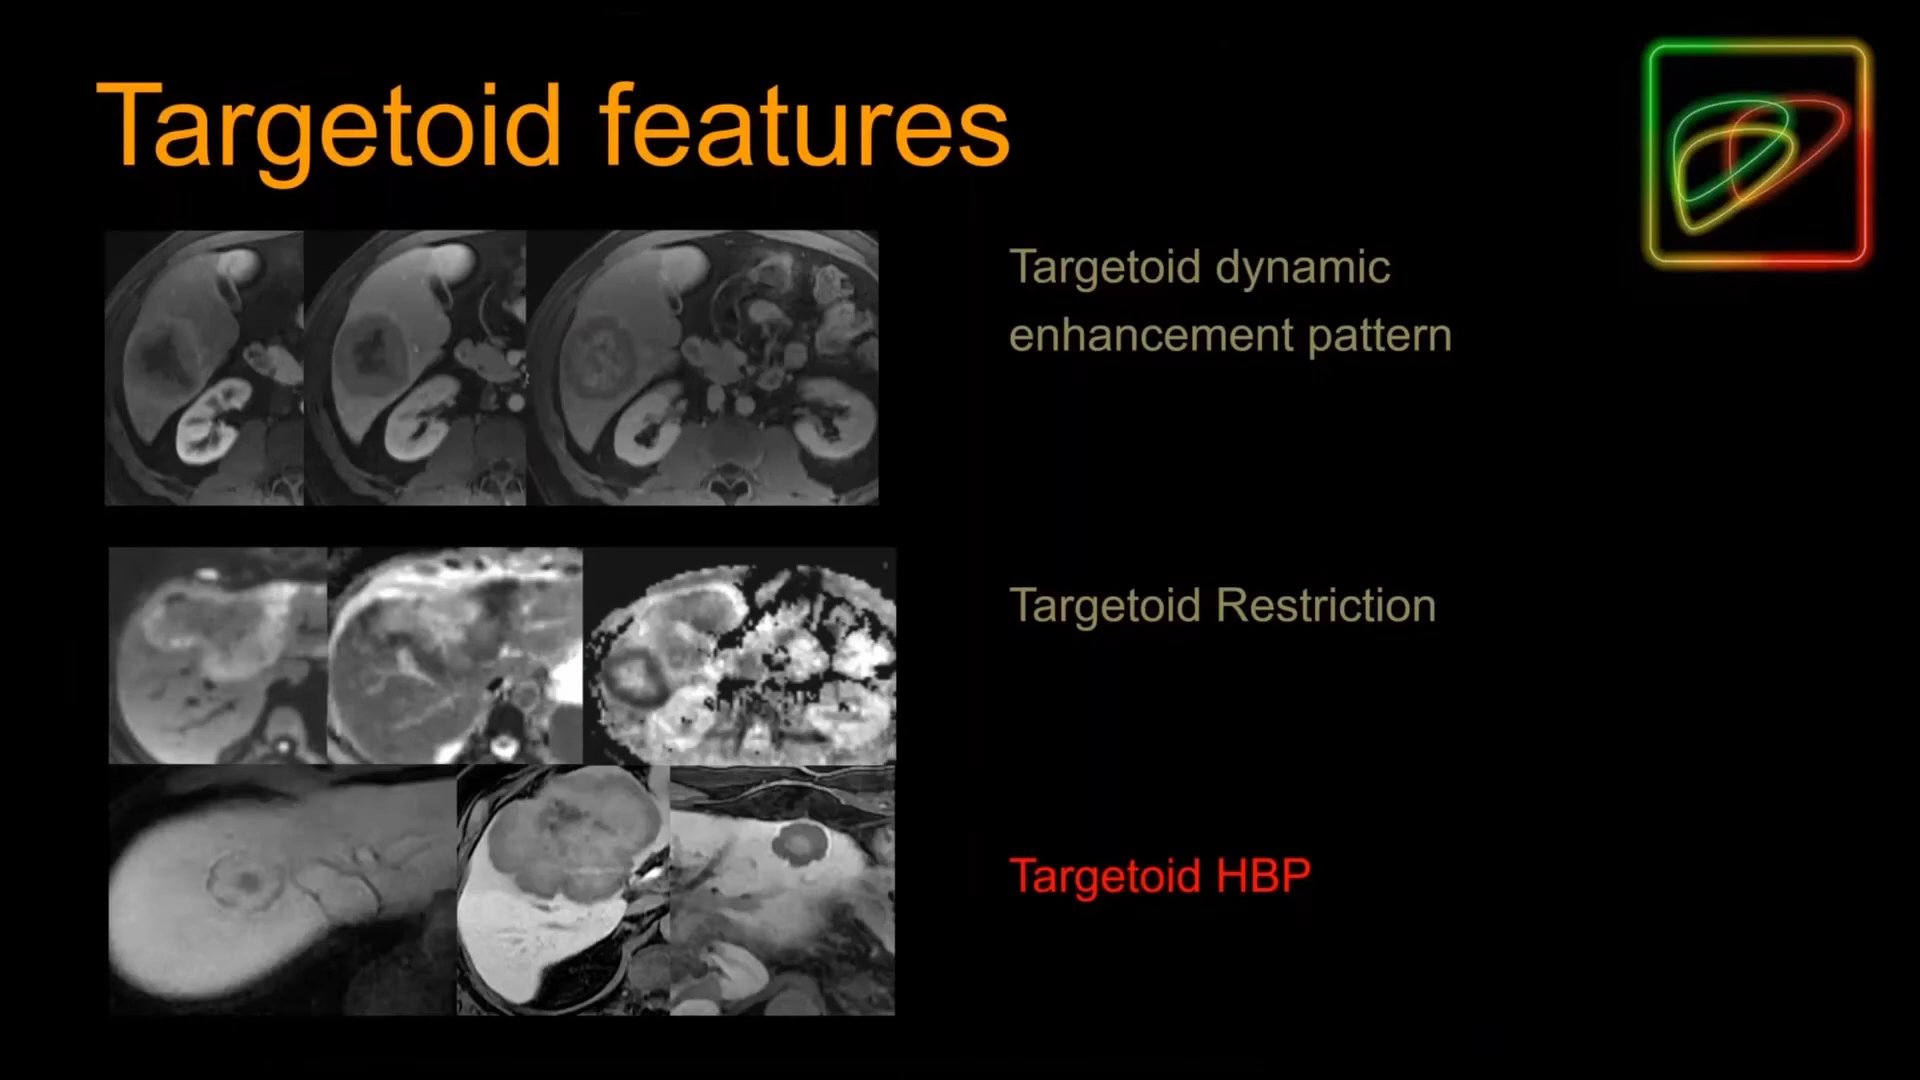 Targetoid features
Targetoid dynamic
enhancement pattern
Targetoid Restriction
Targetoid HBP